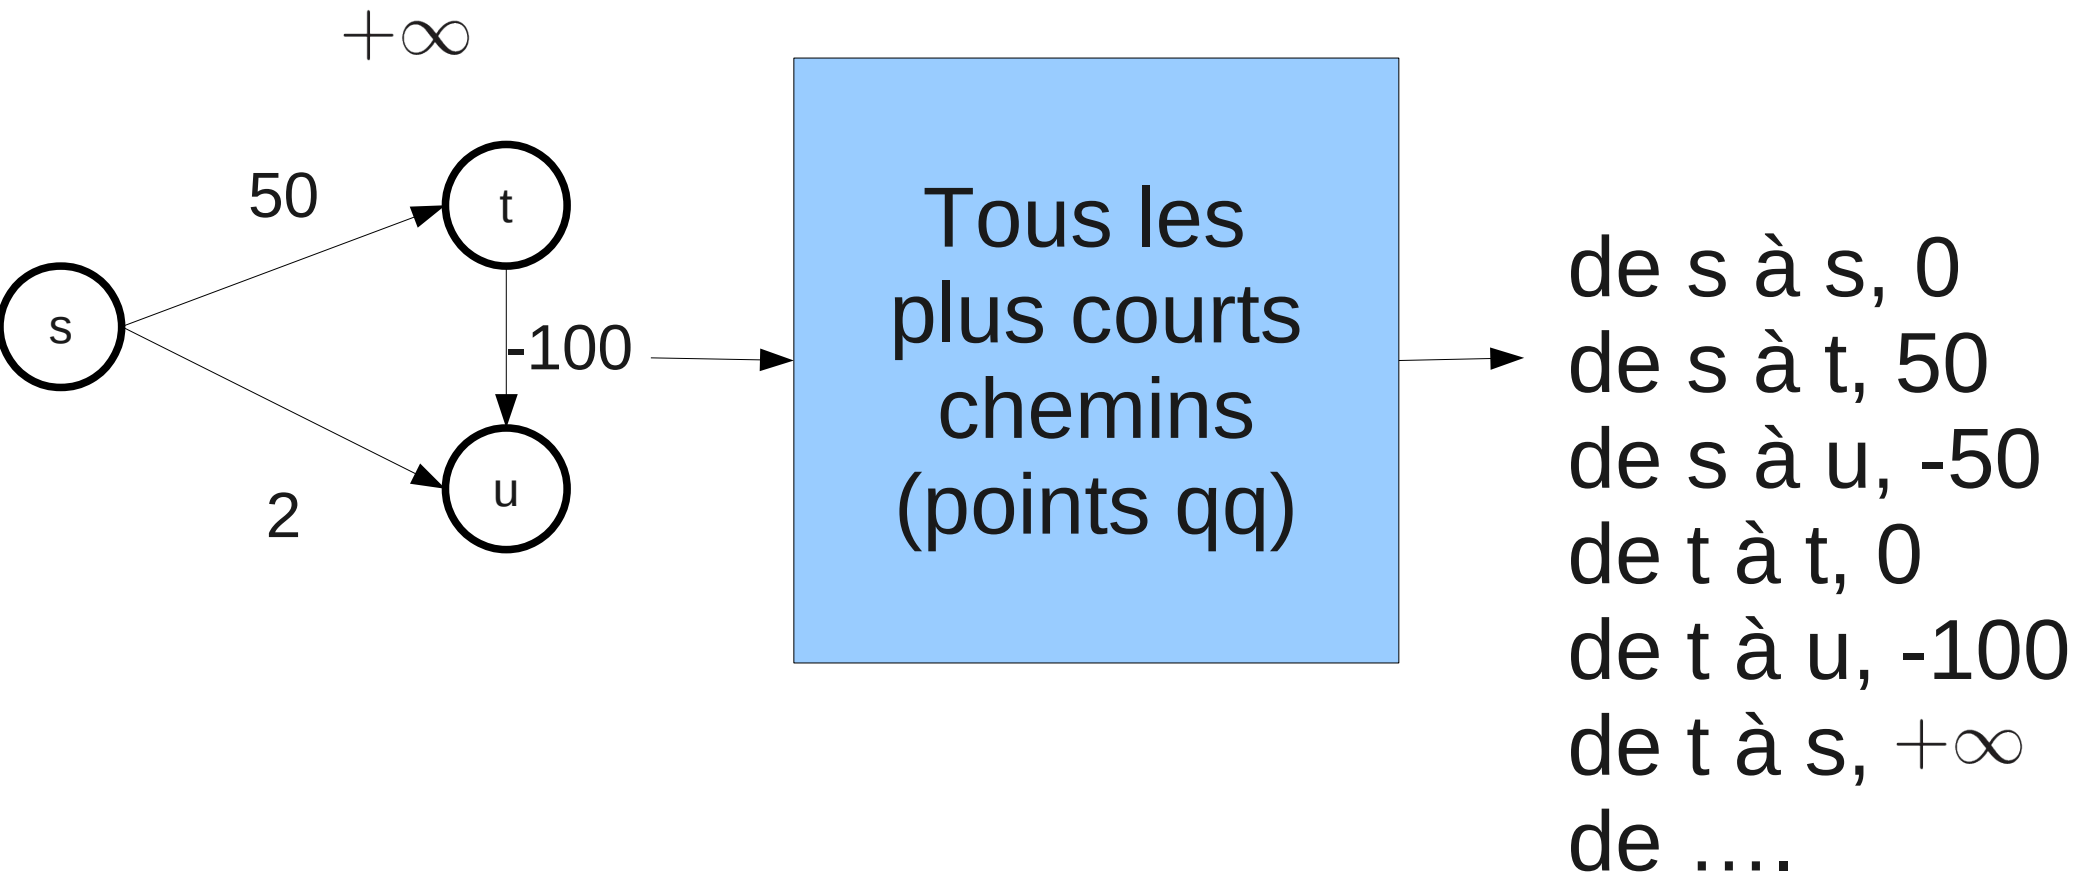 +∞
50
t
s
-100
2
u
Tous les
plus courts
chemins
(points qq)
de s à s, 0
de s à t, 50
de s à u, -50
de t à t, 0
de t à u, -100
de t à s, +∞
de ....